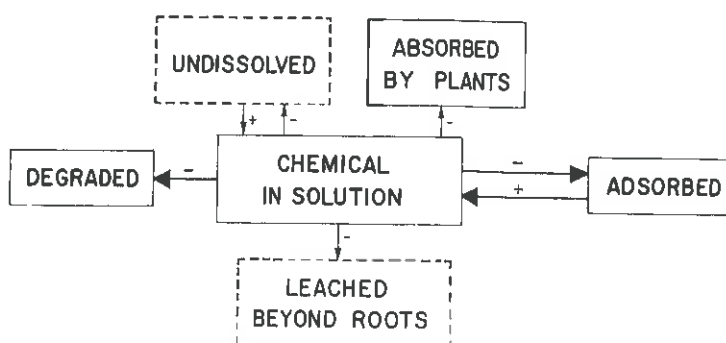 UNDISSOLVED
ABSORBED
BY PLANTS
+
-
-
DEGRADED
-
CHEMICAL
IN SOLUTION
-
+
ADSORBED
-
LEACHED
BEYOND ROOTS